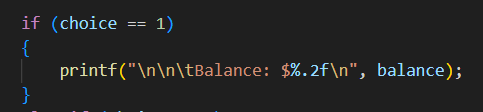 if (choice == 1)
{
    printf("\n\n\tBalance: $%.2f\n", balance);
}